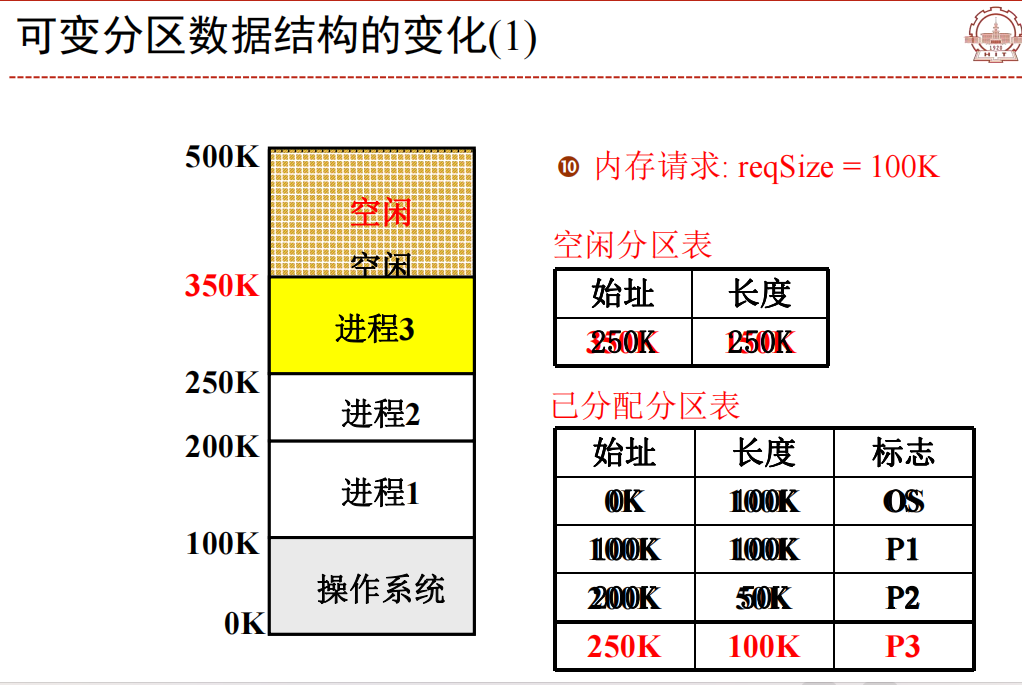 可变分区数据结构的变化(1)
1920
HIT
500K
空闲
空闲
350K
进程3
250K
进程2
200K
进程1
100K
操作系统
0K
❿ 内存请求: reqSize = 100K
空闲分区表
始址 长度
250K 250K
350K 150K
已分配分区表
始址 长度 标志
0K 100K OS
100K 100K P1
200K 50K P2
250K 100K P3